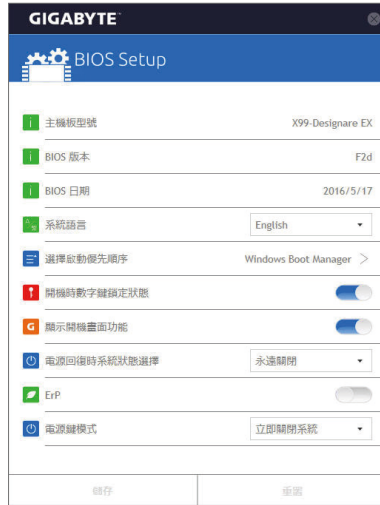 GIGABYTE™
BIOS Setup
主機板型號 X99-Designare EX
BIOS 版本 F2d
BIOS 日期 2016/5/17
系統語言 English
選擇啟動優先順序 Windows Boot Manager >
開機時數字鍵鎖定狀態
顯示開機畫面功能
電源回復時系統狀態選擇 永遠關閉
ErP
電源鍵模式 立即關閉系統
儲存 重置